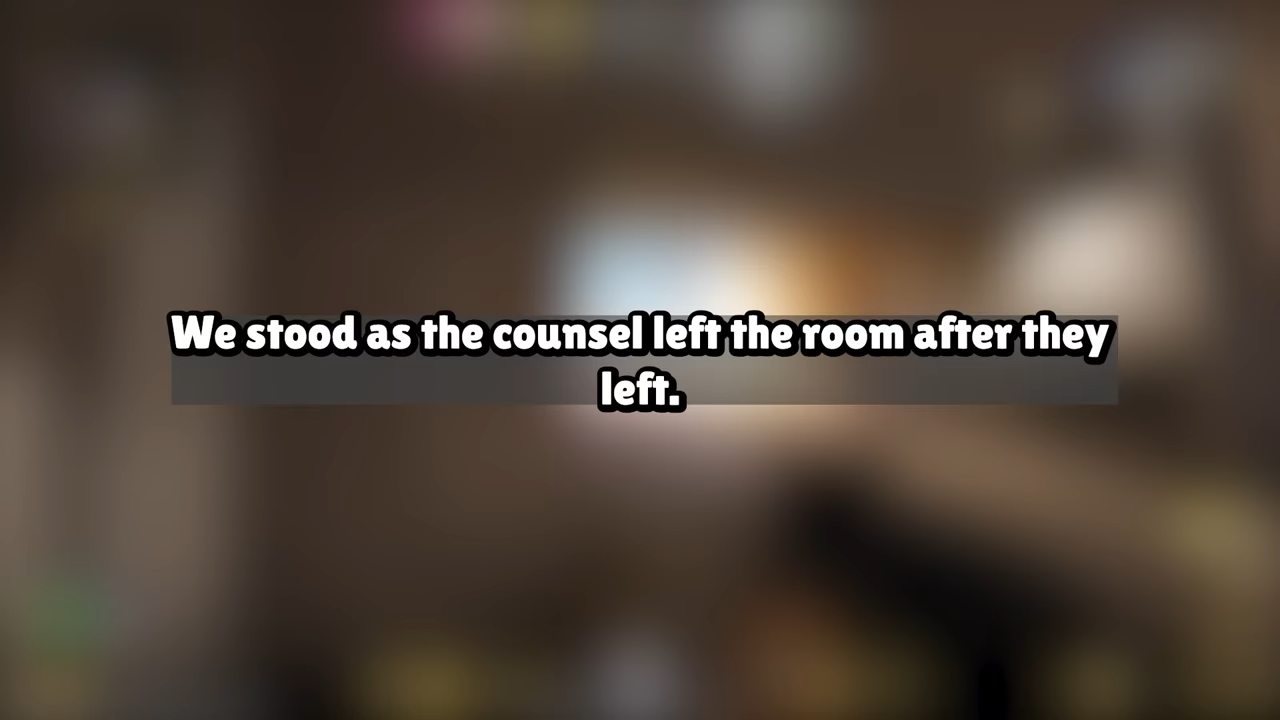 We stood as the counsel left the room after they
left.